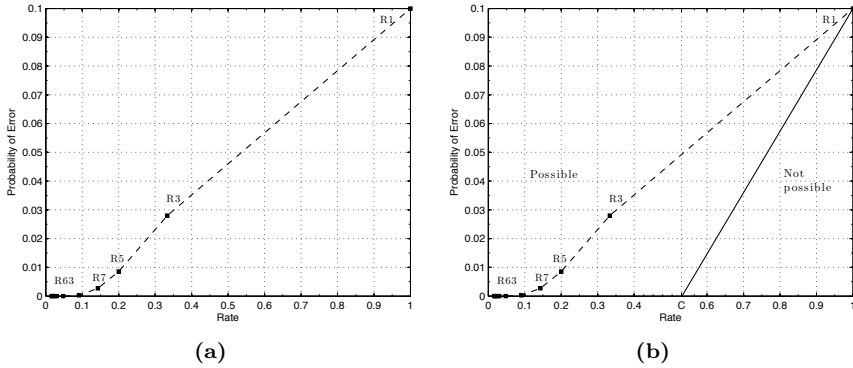 0.1
0.09
0.08
0.07
0.06
0.05
0.04
0.03
0.02
0.01
0
Probability of Error
R1
R3
R5
R7
R63
0 0.1 0.2 0.3 0.4 0.5 0.6 0.7 0.8 0.9 1
Rate
(a)
0.1
0.09
0.08
0.07
0.06
0.05
0.04
0.03
0.02
0.01
0
Probability of Error
R1
Possible
Not
possible
R3
R5
R7
R63
0 0.1 0.2 0.3 0.4 C 0.6 0.7 0.8 0.9 1
Rate
(b)